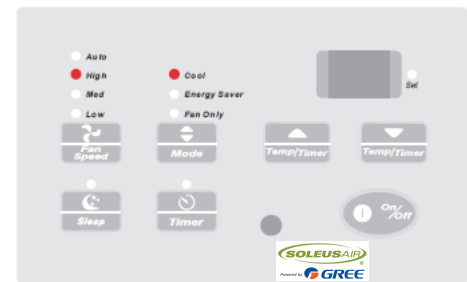 Auto
High
Med
Low
Cool
Energy Saver
Fan Only
Set
Fan
Speed
Mode
Temp/Timer
Temp/Timer
Sleep
Timer
On/Off
SOLEUSAIR
Powered by GREE